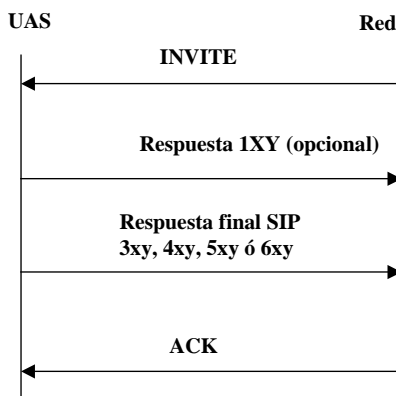 UAS
Red
INVITE
Respuesta 1XY (opcional)
Respuesta final SIP
3xy, 4xy, 5xy ó 6xy
ACK